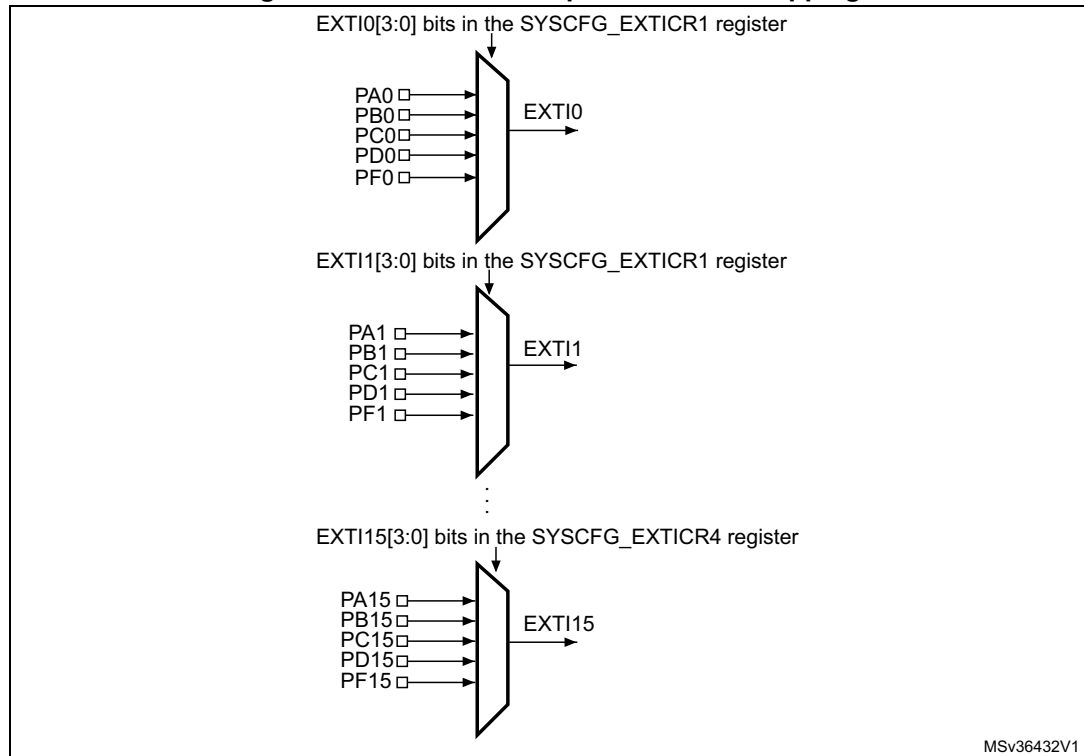 EXTI0[3:0] bits in the SYSCFG_EXTICR1 register
PA0
PB0
PC0
PD0
PF0
EXTI0
EXTI1[3:0] bits in the SYSCFG_EXTICR1 register
PA1
PB1
PC1
PD1
PF1
EXTI1
EXTI15[3:0] bits in the SYSCFG_EXTICR4 register
PA15
PB15
PC15
PD15
PF15
EXTI15
MSv36432V1